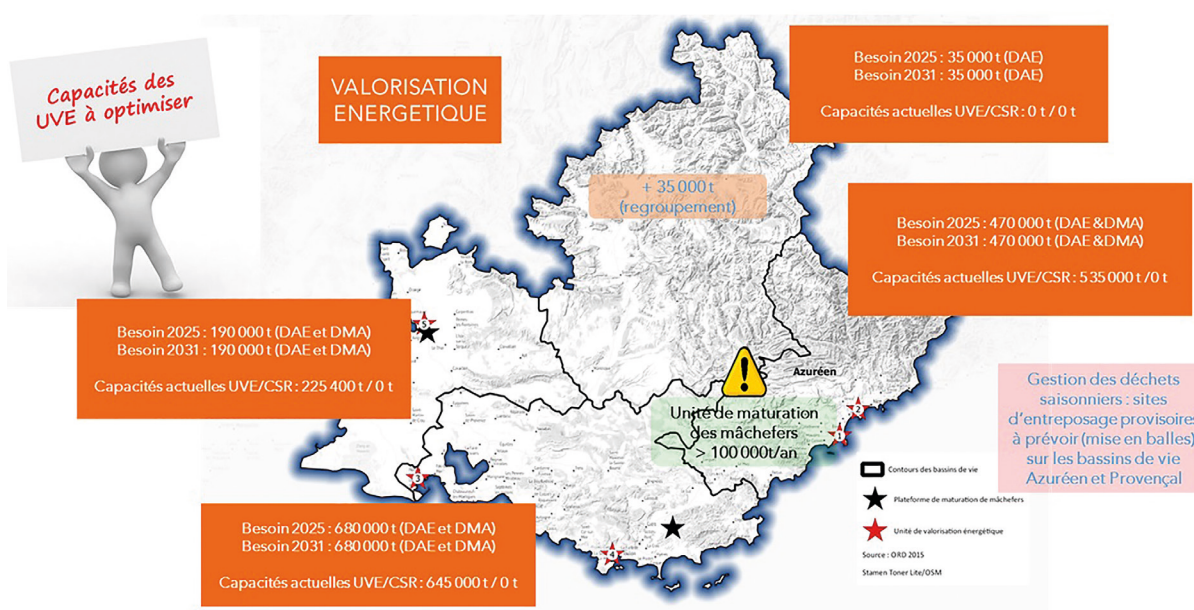 Capacités des
UVE à optimiser
VALORISATION
ENERGETIQUE
Besoin 2025 : 35 000 t (DAE)
Besoin 2031 : 35 000 t (DAE)
Capacités actuelles UVE/CSR : 0 t / 0 t
+ 35 000 t
(regroupement)
Besoin 2025 : 470 000 t (DAE &DMA)
Besoin 2031 : 470 000 t (DAE &DMA)
Capacités actuelles UVE/CSR : 535 000 t / 0 t
Besoin 2025 : 190 000 t (DAE et DMA)
Besoin 2031 : 190 000 t (DAE et DMA)
Capacités actuelles UVE/CSR : 225 400 t / 0 t
5
Azuréen
Unité de maturation
des mâchefers
> 100 000t/an
2
1
Gestion des déchets
saisonniers : sites
d'entreposage provisoires
à prévoir (mise en balles)
sur les bassins de vie
Azuréen et Provençal
3
4
Besoin 2025 : 680 000 t (DAE et DMA)
Besoin 2031 : 680 000 t (DAE et DMA)
Capacités actuelles UVE/CSR : 645 000 t / 0 t
Contours des bassins de vie
Plateforme de maturation de mâchefers
Unité de valorisation énergétique
Source : ORD 2015
Stamen Toner Lite/OSM